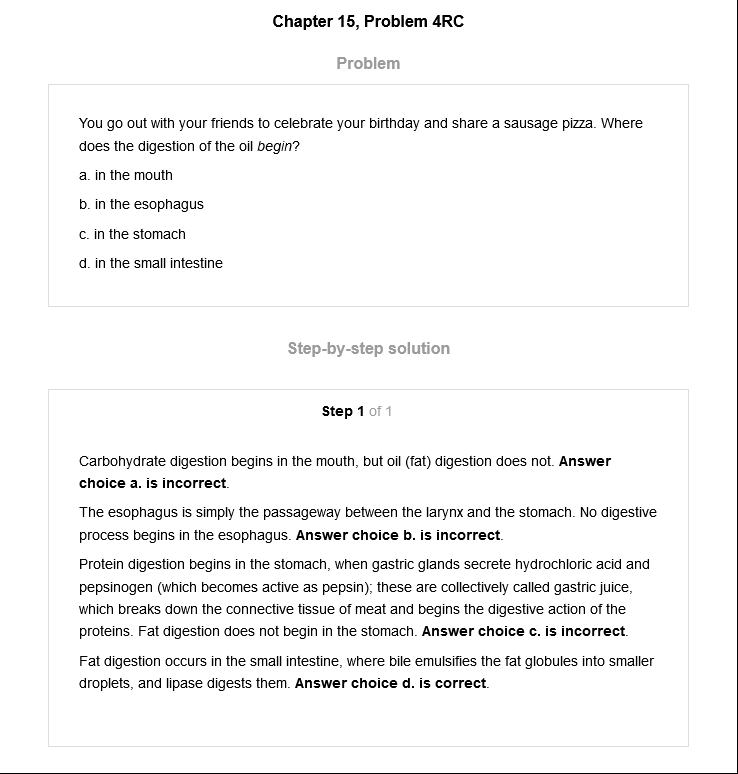 Chapter 15, Problem 4RC
Problem
You go out with your friends to celebrate your birthday and share a sausage pizza. Where
does the digestion of the oil begin?
a. in the mouth
b. in the esophagus
c. in the stomach
d. in the small intestine
Step-by-step solution
Step 1 of 1
Carbohydrate digestion begins in the mouth, but oil (fat) digestion does not. Answer
choice a. is incorrect.
The esophagus is simply the passageway between the larynx and the stomach. No digestive
process begins in the esophagus. Answer choice b. is incorrect.
Protein digestion begins in the stomach, when gastric glands secrete hydrochloric acid and
pepsinogen (which becomes active as pepsin); these are collectively called gastric juice,
which breaks down the connective tissue of meat and begins the digestive action of the
proteins. Fat digestion does not begin in the stomach. Answer choice c. is incorrect.
Fat digestion occurs in the small intestine, where bile emulsifies the fat globules into smaller
droplets, and lipase digests them. Answer choice d. is correct.